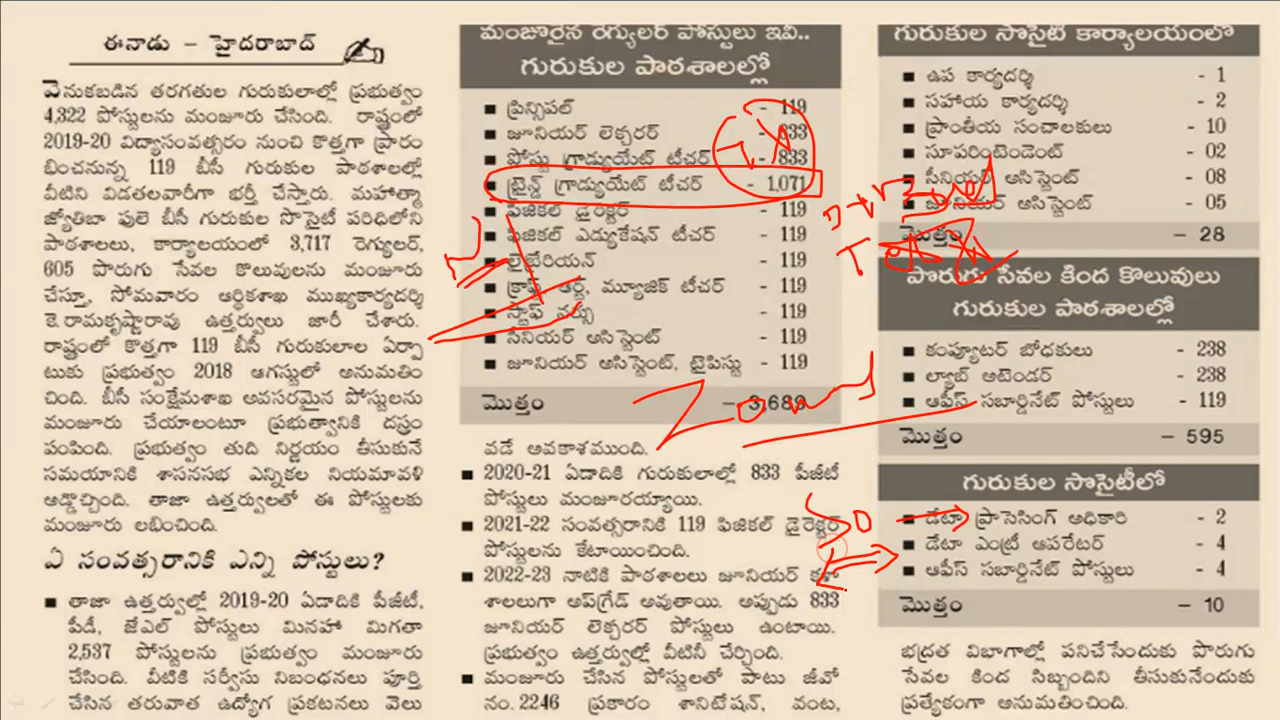 ఈనాడు - హైదరాబాద్
వెనుకబడిన తరగతుల గురుకులాల్లో ప్రభుత్వం
4,322 పోస్టులను మంజూరు చేసింది. రాష్ట్రంలో
2019-20 విద్యాసంవత్సరం నుంచి కొత్తగా ప్రారం
భించనున్న 119 బీసీ గురుకుల పాఠశాలల్లో
వీటిని విడతలవారీగా భర్తీ చేస్తారు. మహాత్మా
జ్యోతిబా ఫులె బీసీ గురుకుల సొసైటీ పరిధిలోని
పాఠశాలలు, కార్యాలయంలో 3,717 రెగ్యులర్,
605 పొరుగు సేవల కొలువులను మంజూరు
చేస్తూ, సోమవారం ఆర్థికశాఖ ముఖ్యకార్యదర్శి
కె.రామకృష్ణారావు ఉత్తర్వులు జారీ చేశారు.
రాష్ట్రంలో కొత్తగా 119 బీసీ గురుకులాల ఏర్పా
టుకు ప్రభుత్వం 2018 ఆగస్టులో అనుమతిం
చింది. బీసీ సంక్షేమశాఖ అవసరమైన పోస్టులను
మంజూరు చేయాలంటూ ప్రభుత్వానికి దస్త్రం
పంపింది. ప్రభుత్వం తుది నిర్ణయం తీసుకునే
సమయానికి శాసనసభ ఎన్నికల నియమావళి
అడ్డొచ్చింది. తాజా ఉత్తర్వులతో ఈ పోస్టులకు
మంజూరు లభించింది.
ఏ సంవత్సరానికి ఎన్ని పోస్టులు?
■ తాజా ఉత్తర్వుల్లో 2019-20 ఏడాదికి పీజీటీ,
పీడీ, జేఎల్ పోస్టులు మినహా మిగతా
2,537 పోస్టులను ప్రభుత్వం మంజూరు
చేసింది. వీటికి సర్వీసు నిబంధనలు పూర్తి
చేసిన తరువాత ఉద్యోగ ప్రకటనలు వెలు
మంజూరైన రెగ్యులర్ పోస్టులు ఇవీ..
గురుకుల పాఠశాలల్లో
■ ప్రిన్సిపల్ - 119
■ జూనియర్ లెక్చరర్ - 833
■ పోస్టు గ్రాడ్యుయేట్ టీచర్ - 833
■ ట్రైన్డ్ గ్రాడ్యుయేట్ టీచర్ - 1,071
■ ఫిజికల్ డైరెక్టర్ - 119
■ ఫిజికల్ ఎడ్యుకేషన్ టీచర్ - 119
■ లైబ్రేరియన్ - 119
■ క్రాఫ్ట్ ఆర్ట్, మ్యూజిక్ టీచర్ - 119
■ స్టాఫ్ నర్సు - 119
■ సీనియర్ అసిస్టెంట్ - 119
■ జూనియర్ అసిస్టెంట్, టైపిస్టు - 119
మొత్తం - 3,689
Zonal
వడే అవకాశముంది.
■ 2020-21 ఏడాదికి గురుకులాల్లో 833 పీజీటీ
పోస్టులు మంజూరయ్యాయి.
■ 2021-22 సంవత్సరానికి 119 ఫిజికల్ డైరెక్టర్
పోస్టులను కేటాయించింది.
■ 2022-23 నాటికి పాఠశాలలు జూనియర్ కళా
శాలలుగా అప్‌గ్రేడ్ అవుతాయి. అప్పుడు 833
జూనియర్ లెక్చరర్ పోస్టులు ఉంటాయి.
ప్రభుత్వం ఉత్తర్వుల్లో వీటినీ చేర్చింది.
■ మంజూరు చేసిన పోస్టులతో పాటు జీవో
నం. 2246 ప్రకారం శానిటేషన్, వంట,
గురుకుల సొసైటీ కార్యాలయంలో
■ ఉప కార్యదర్శి - 1
■ సహాయ కార్యదర్శి - 2
■ ప్రాంతీయ సంచాలకులు - 10
■ సూపరింటెండెంట్ - 02
■ సీనియర్ అసిస్టెంట్ - 08
■ జూనియర్ అసిస్టెంట్ - 05
మొత్తం - 28
పొరుగు సేవల కింద కొలువులు
గురుకుల పాఠశాలల్లో
■ కంప్యూటర్ బోధకులు - 238
■ ల్యాబ్ అటెండర్ - 238
■ ఆఫీస్ సబార్డినేట్ పోస్టులు - 119
మొత్తం - 595
గురుకుల సొసైటీలో
■ డేటా ప్రాసెసింగ్ అధికారి - 2
■ డేటా ఎంట్రీ ఆపరేటర్ - 4
■ ఆఫీస్ సబార్డినేట్ పోస్టులు - 4
మొత్తం - 10
భద్రత విభాగాల్లో పనిచేసేందుకు పొరుగు
సేవల కింద సిబ్బందిని తీసుకునేందుకు
ప్రత్యేకంగా అనుమతించింది.